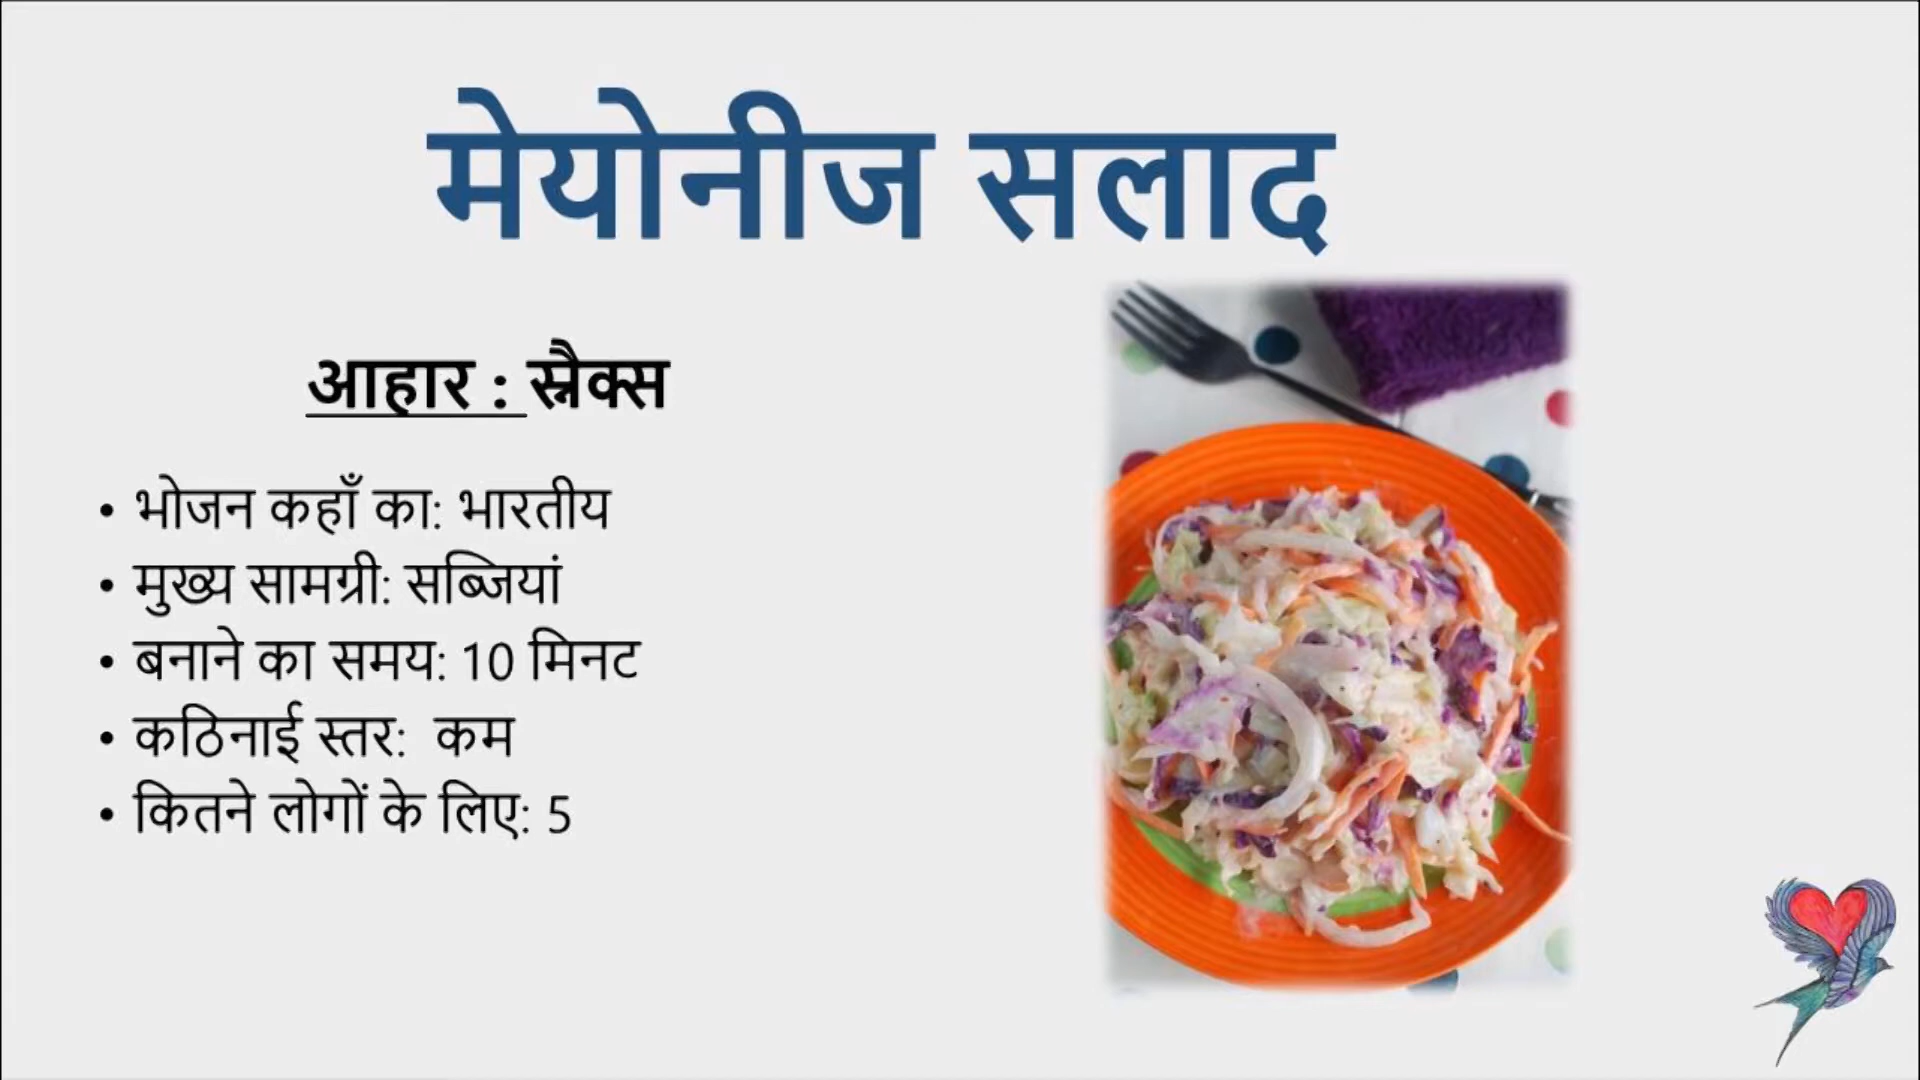 मेयोनीज सलाद
आहार : स्नैक्स
• भोजन कहाँ का: भारतीय
• मुख्य सामग्री: सब्जियां
• बनाने का समय: 10 मिनट
• कठिनाई स्तर: कम
• कितने लोगों के लिए: 5